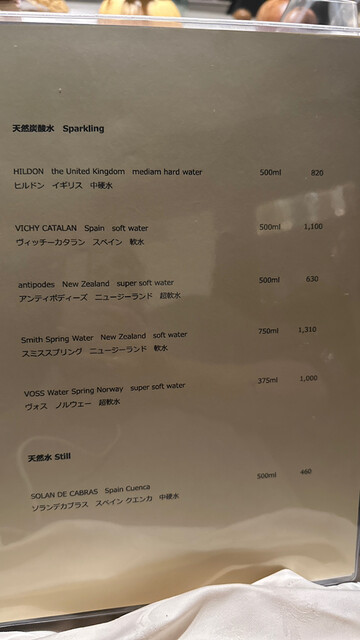 天然炭酸水 Sparkling
HILDON the United Kingdom mediam hard water 500ml 820
ヒルドン イギリス 中硬水
VICHY CATALAN Spain soft water 500ml 1,100
ヴィッチーカタラン スペイン 軟水
antipodes New Zealand super soft water 500ml 630
アンティポディーズ ニュージーランド 超軟水
Smith Spring Water New Zealand soft water 750ml 1,310
スミススプリング ニュージーランド 軟水
VOSS Water Spring Norway super soft water 375ml 1,000
ヴォス ノルウェー 超軟水
天然水 Still
SOLAN DE CABRAS Spain Cuenca 500ml 460
ソランデカブラス スペイン クエンカ 中硬水